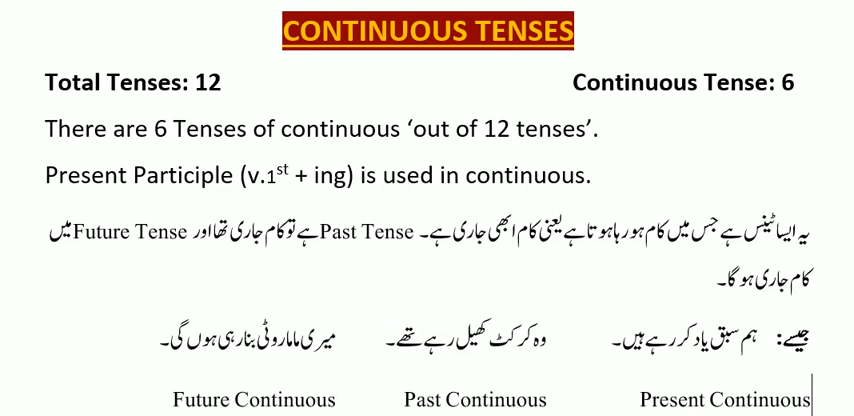 CONTINUOUS TENSES
Total Tenses: 12 Continuous Tense: 6
There are 6 Tenses of continuous ‘out of 12 tenses’.
Present Participle (v.1st + ing) is used in continuous.
یہ ایسا ٹینس ہے جس میں کام ہو رہا ہوتا ہے یعنی کام ابھی جاری ہے۔ Past Tense ہے تو کام جاری تھا اور Future Tense میں
کام جاری ہو گا۔
جیسے: ہم سبق یاد کر رہے ہیں۔ وہ کرکٹ کھیل رہے تھے۔ میری ماما روٹی بنا رہی ہوں گی۔
Present Continuous Past Continuous Future Continuous